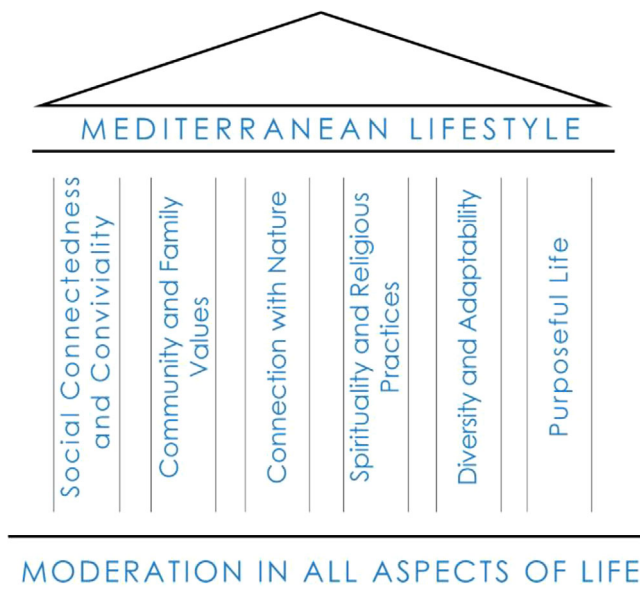 MEDITERRANEAN LIFESTYLE
Social Connectedness
and Conviviality
Community and Family
Values
Connection with Nature
Spirituality and Religious
Practices
Diversity and Adaptability
Purposeful Life
MODERATION IN ALL ASPECTS OF LIFE